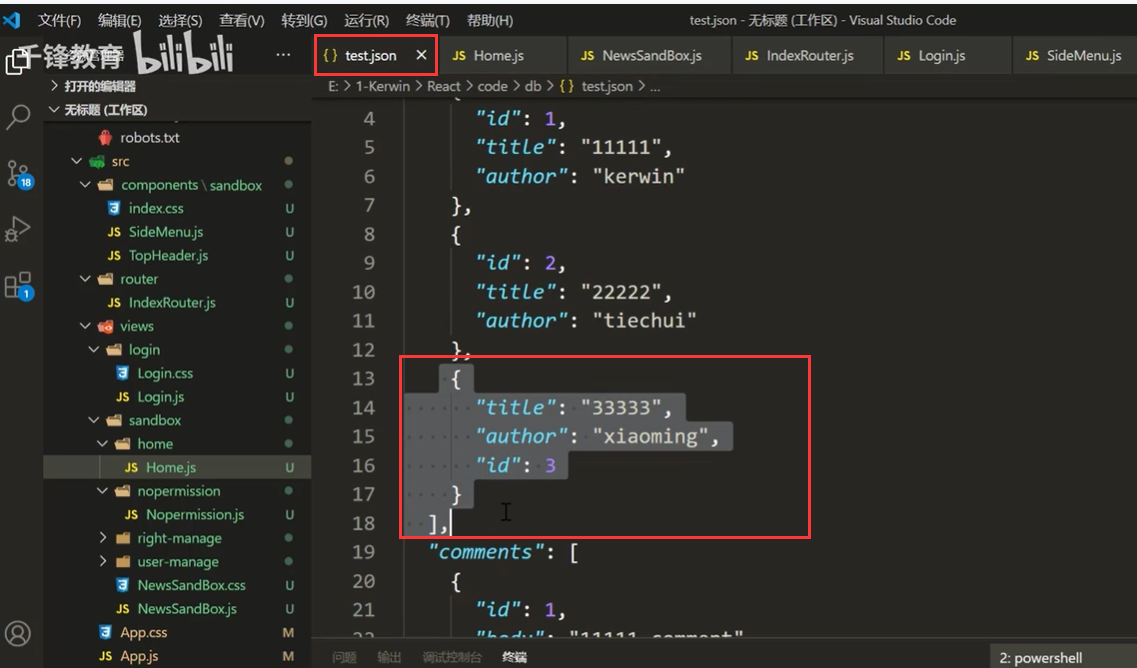 文件(F) 编辑(E) 选择(S) 查看(V) 转到(G) 运行(R) 终端(T) 帮助(H) test.json - 无标题 (工作区) - Visual Studio Code
千锋教育 bilibili ··· { } test.json × JS Home.js JS NewsSandBox.js JS IndexRouter.js JS Login.js JS SideMenu.js
> 打开的编辑器 E: > 1-Kerwin > React > code > db > { } test.json > ...
无标题 (工作区)
robots.txt
src
components \ sandbox
index.css U
JS SideMenu.js U
JS TopHeader.js U
router
JS IndexRouter.js U
views
login
Login.css U
JS Login.js U
sandbox
home
JS Home.js U
nopermission
JS Nopermission.js U
> right-manage
> user-manage
NewsSandBox.css U
JS NewsSandBox.js U
App.css M
JS App.js M
18
1
4 "id": 1,
5 "title": "11111",
6 "author": "kerwin"
7 },
8 {
9 "id": 2,
10 "title": "22222",
11 "author": "tiechui"
12 },
13 {
14 "title": "33333",
15 "author": "xiaoming",
16 "id": 3
17 }
18 ],
19 "comments": [
20 {
21 "id": 1,
22 "body": "11111 comment"
问题 输出 调试控制台 终端 2: powershell